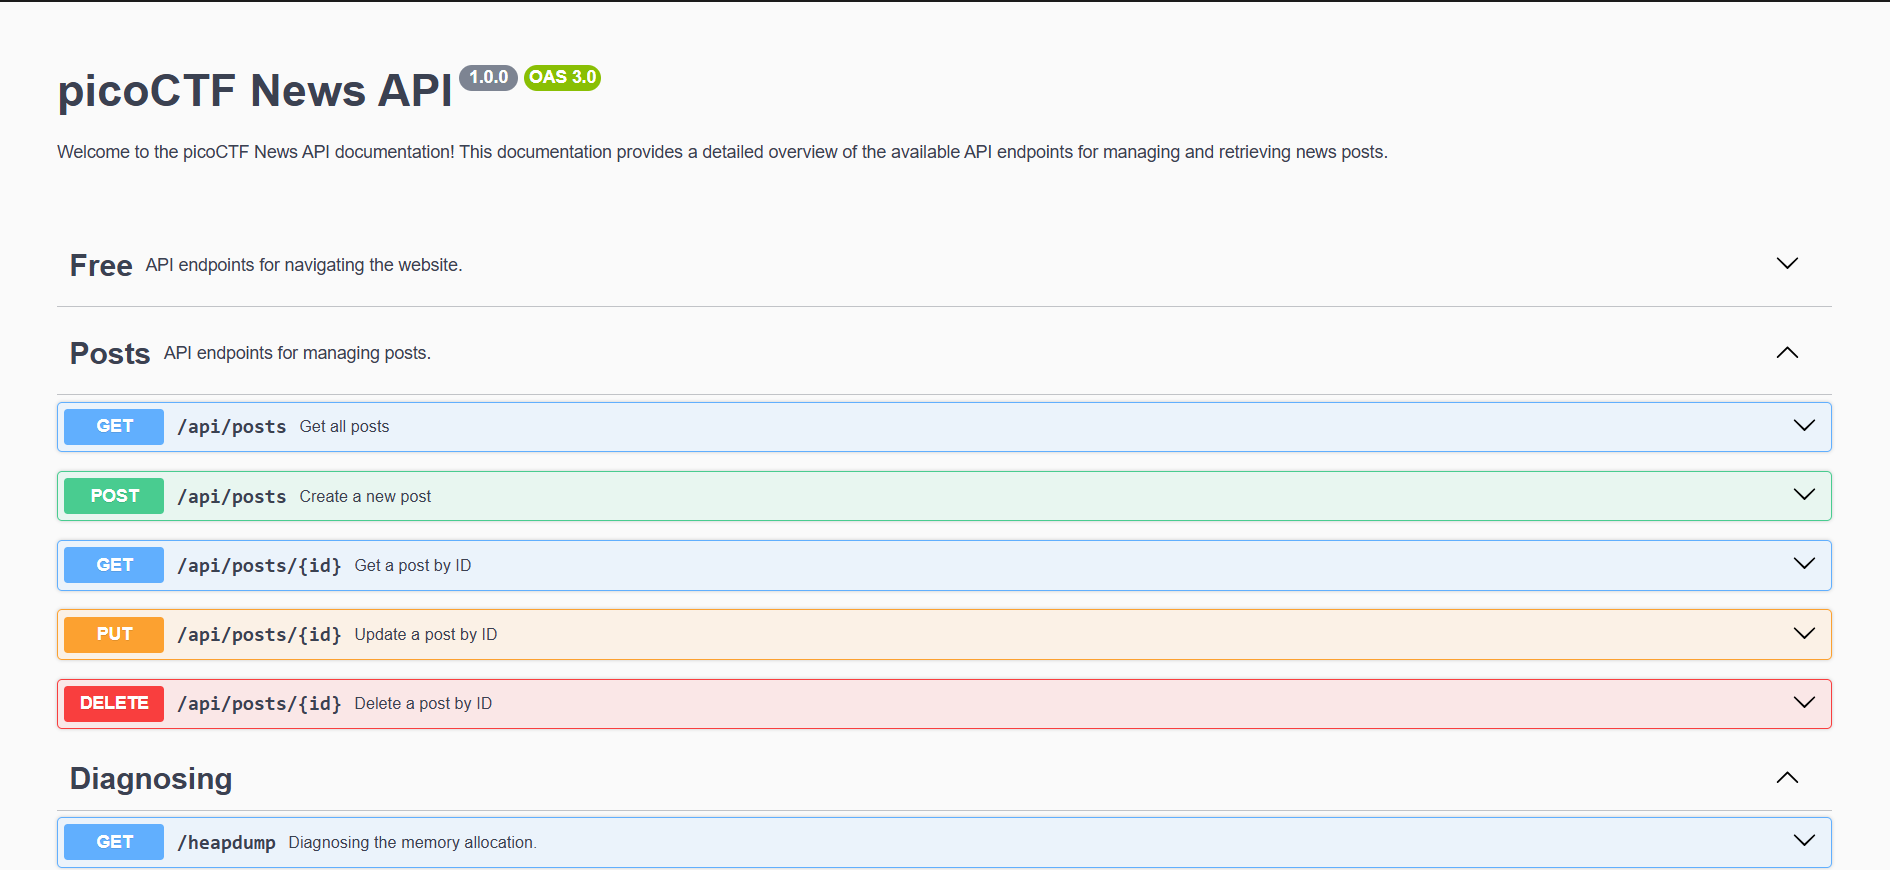 picoCTF News API 1.0.0 OAS 3.0
Welcome to the picoCTF News API documentation! This documentation provides a detailed overview of the available API endpoints for managing and retrieving news posts.
Free API endpoints for navigating the website.
Posts API endpoints for managing posts.
GET /api/posts Get all posts
POST /api/posts Create a new post
GET /api/posts/{id} Get a post by ID
PUT /api/posts/{id} Update a post by ID
DELETE /api/posts/{id} Delete a post by ID
Diagnosing
GET /heapdump Diagnosing the memory allocation.